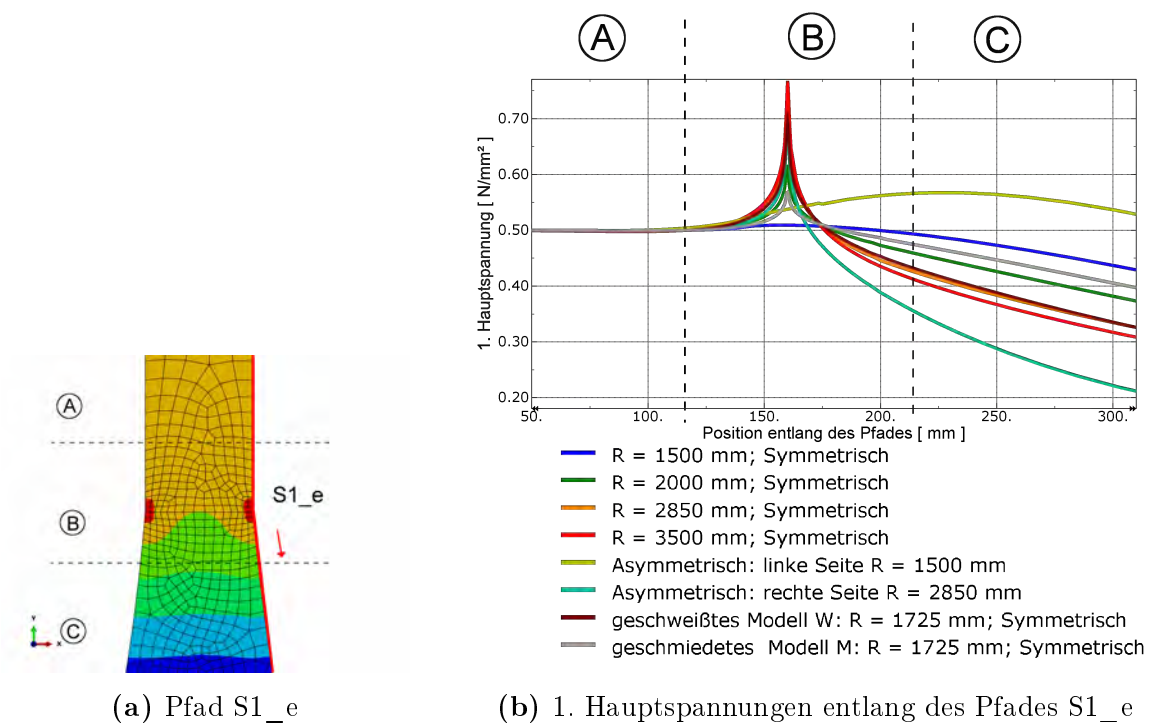 A
B
C
S1_e
Y
X
A B C
1. Hauptspannung [ N/mm² ]
0.70
0.60
0.50
0.40
0.30
0.20
50. 100. 150. 200. 250. 300.
Position entlang des Pfades [ mm ]
R = 1500 mm; Symmetrisch
R = 2000 mm; Symmetrisch
R = 2850 mm; Symmetrisch
R = 3500 mm; Symmetrisch
Asymmetrisch: linke Seite R = 1500 mm
Asymmetrisch: rechte Seite R = 2850 mm
geschweißtes Modell W: R = 1725 mm; Symmetrisch
geschmiedetes Modell M: R = 1725 mm; Symmetrisch
(a) Pfad S1_e
(b) 1. Hauptspannungen entlang des Pfades S1_e